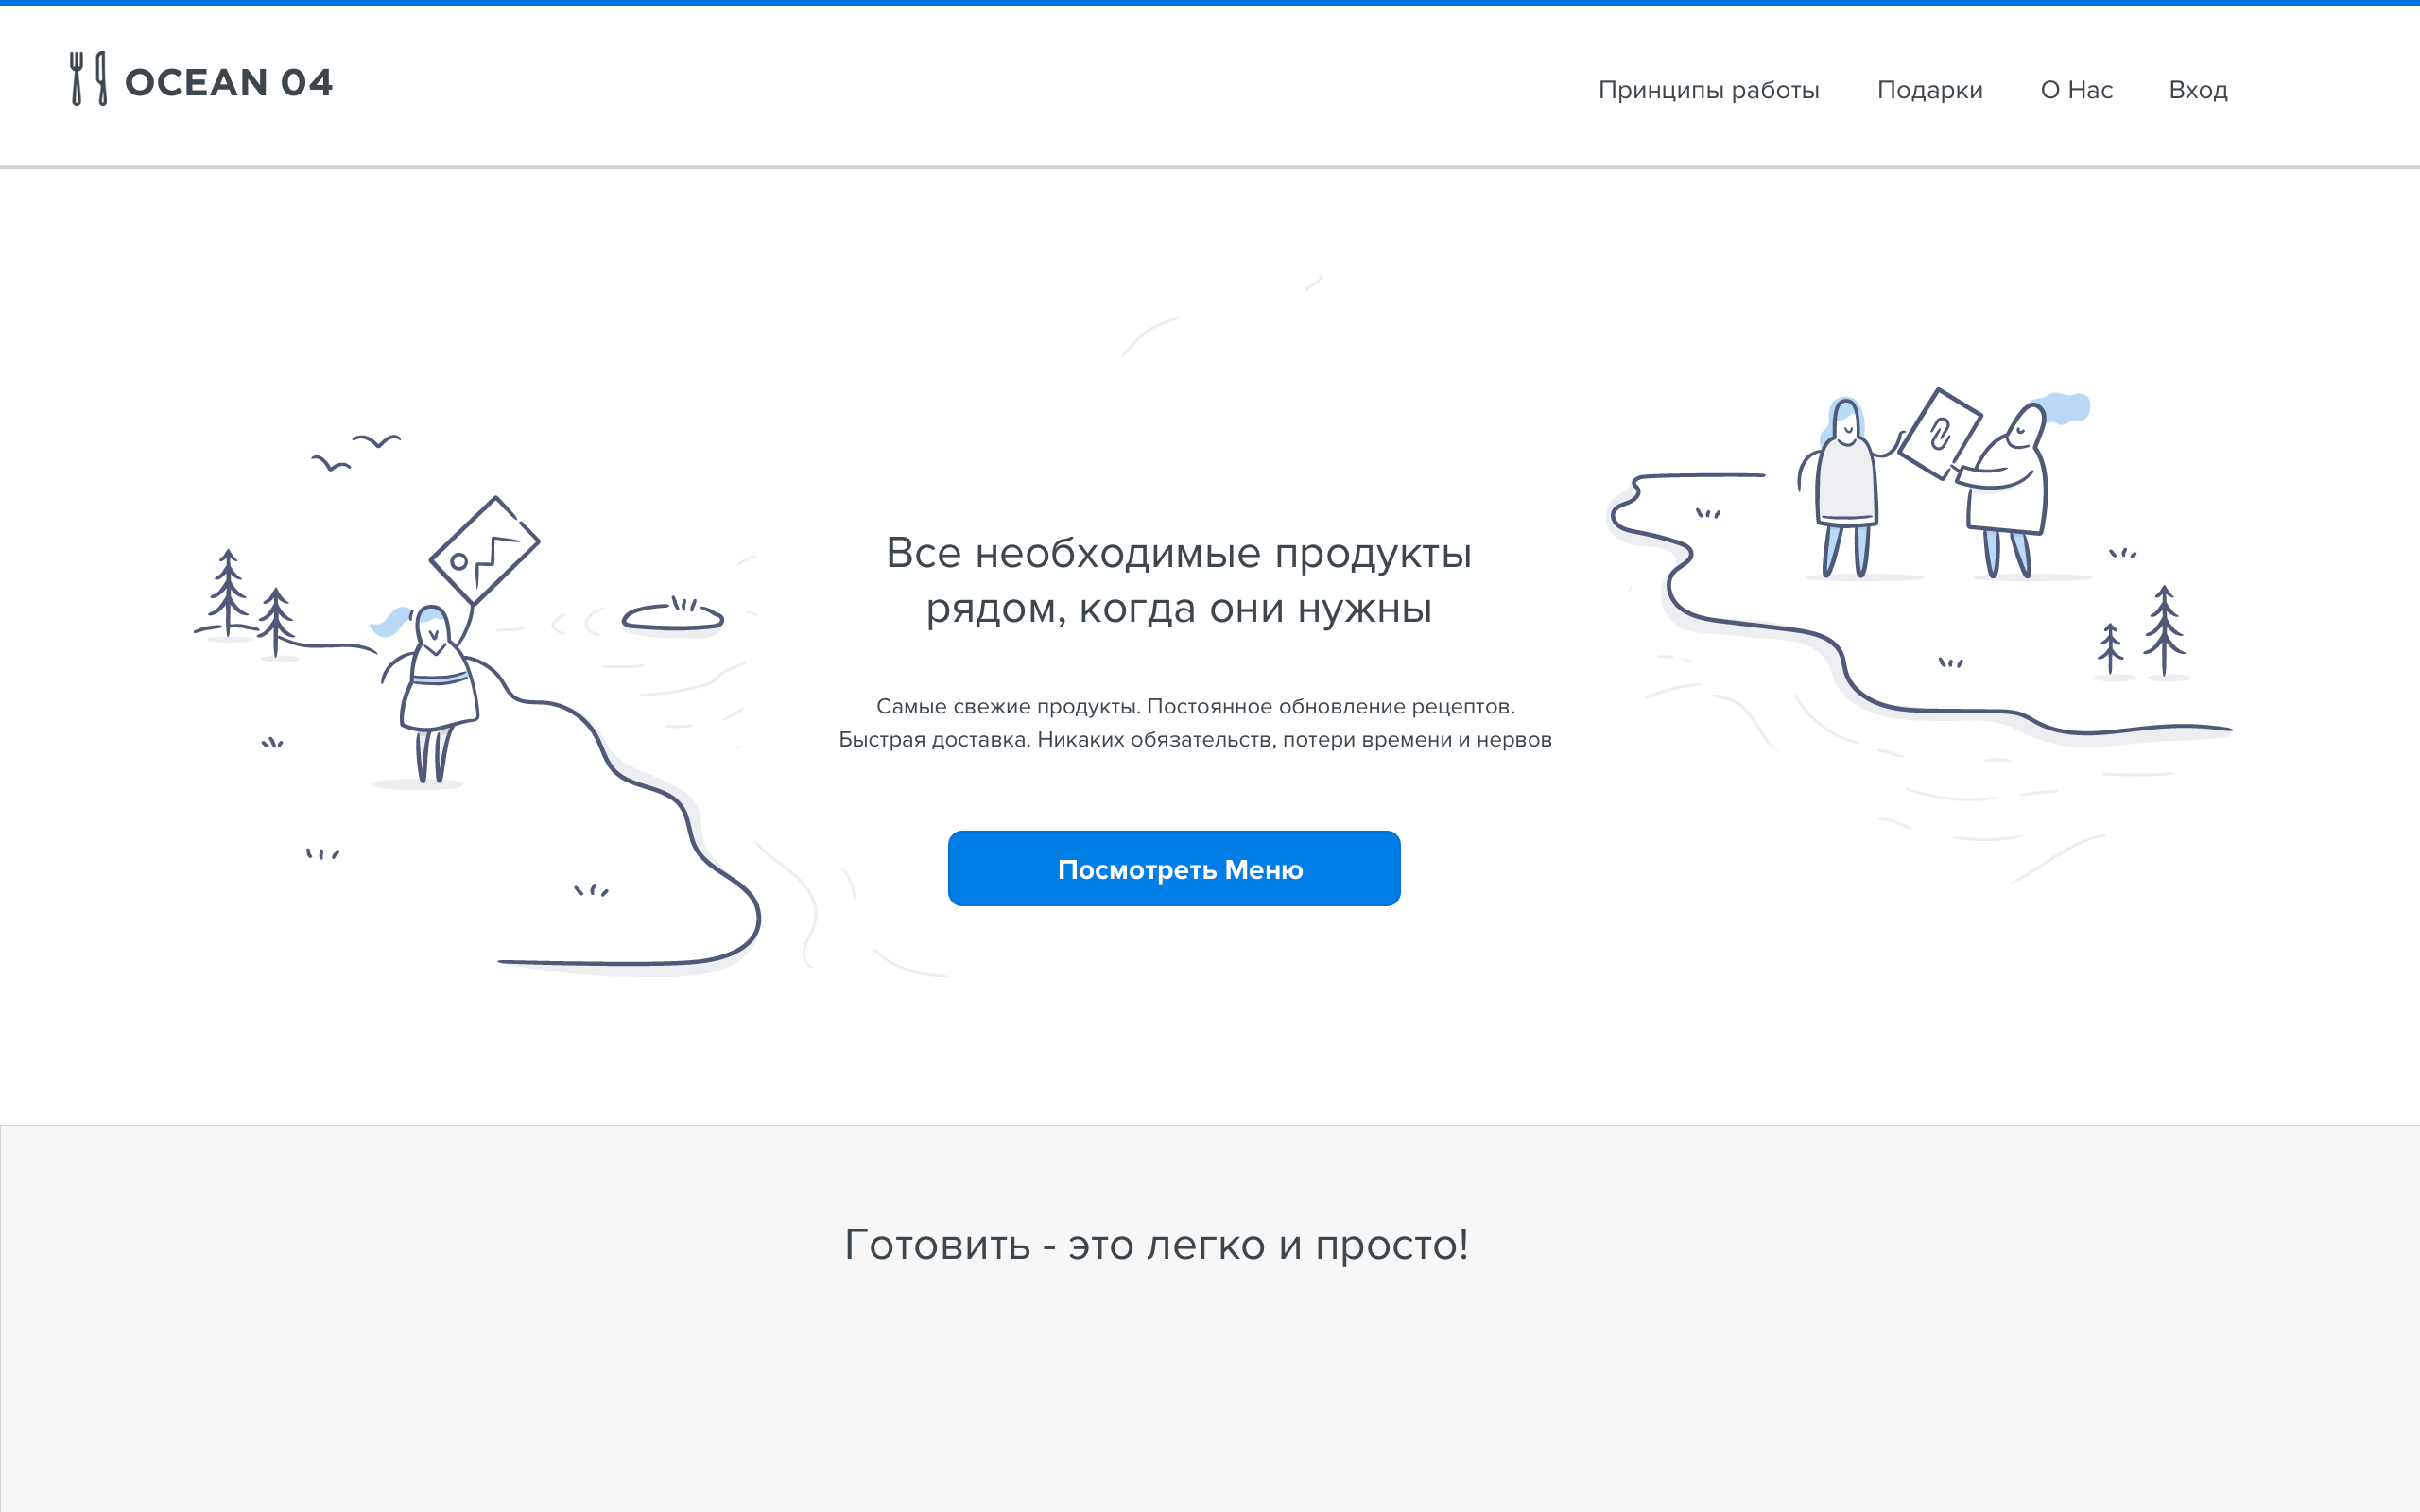 OCEAN 04
Принципы работы Подарки О Нас Вход
Все необходимые продукты
рядом, когда они нужны
Самые свежие продукты. Постоянное обновление рецептов.
Быстрая доставка. Никаких обязательств, потери времени и нервов
Посмотреть Меню
Готовить - это легко и просто!